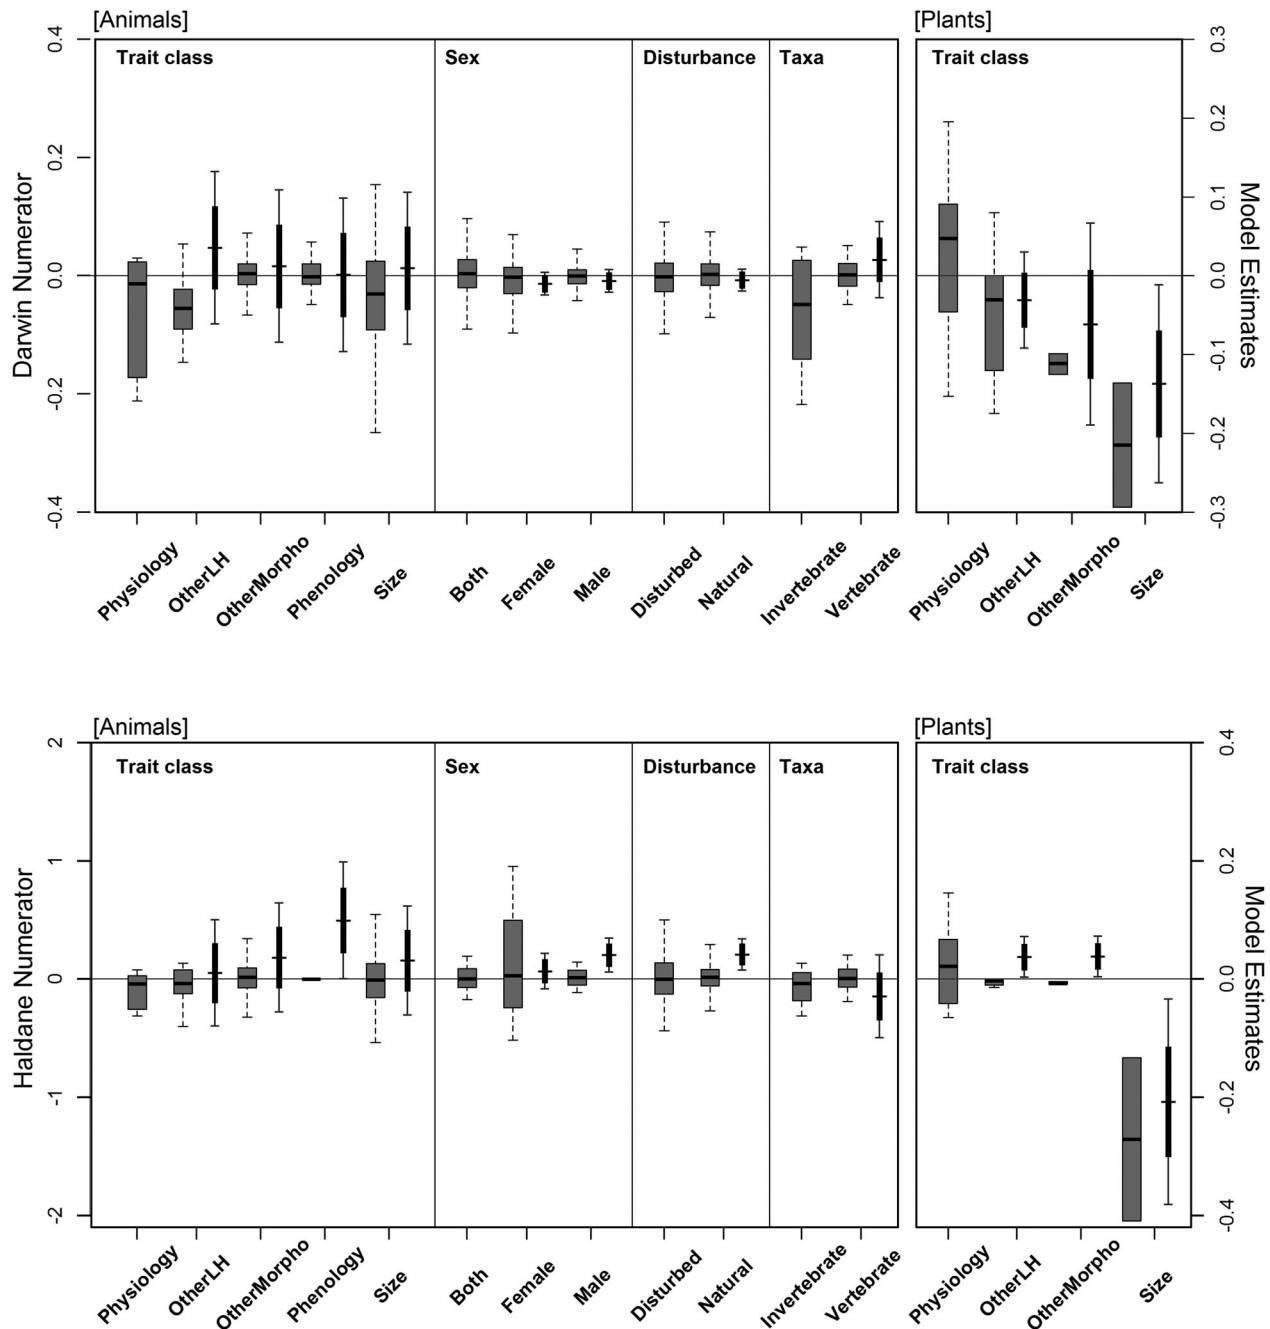 [Animals]
[Plants]
Trait class
Sex
Disturbance
Taxa
Trait class
0.4
0.2
0.0
-0.2
-0.4
Darwin Numerator
0.3
0.2
0.1
0.0
-0.1
-0.2
-0.3
Model Estimates
Physiology
OtherLH
OtherMorpho
Phenology
Size
Both
Female
Male
Disturbed
Natural
Invertebrate
Vertebrate
Physiology
OtherLH
OtherMorpho
Size
[Animals]
[Plants]
Trait class
Sex
Disturbance
Taxa
Trait class
2
1
0
-1
-2
Haldane Numerator
0.4
0.2
0.0
-0.2
-0.4
Model Estimates
Physiology
OtherLH
OtherMorpho
Phenology
Size
Both
Female
Male
Disturbed
Natural
Invertebrate
Vertebrate
Physiology
OtherLH
OtherMorpho
Size